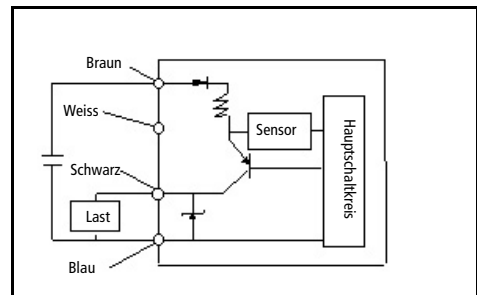 Braun
Weiss
Sensor
Hauptschaltkreis
Schwarz
Last
Blau